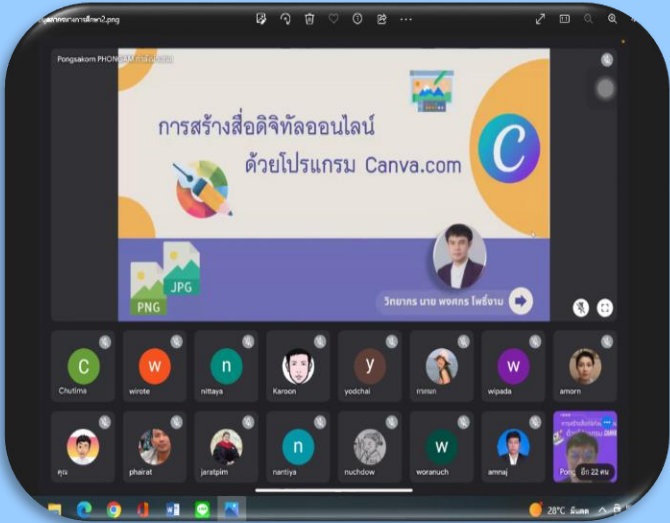 Pongsakorn PHON
การสร้างสื่อดิจิทัลออนไลน์
ด้วยโปรแกรม Canva.com
C
JPG
PNG
วิทยากร นาย พงศกร โพธิ์งาม
C
w
n
y
w
Chutima
wirote
nittaya
Karoon
yodchai
wipada
amorn
n
w
คุณ
phairat
jaratpim
nantiya
nuchdow
woranuch
amnaj
Pong
อีก 22 คน
28°C